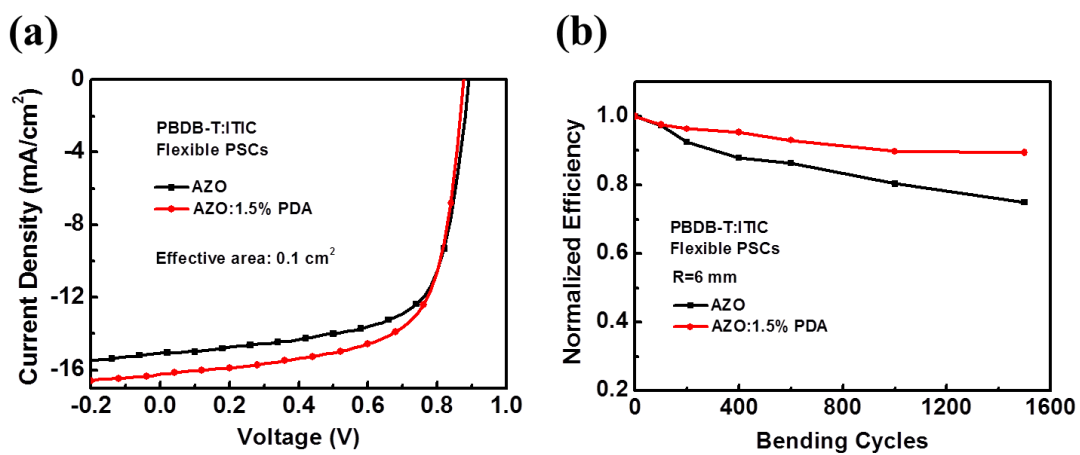 (a)
0
-4
-8
-12
-16
Current Density (mA/cm²)
PBDB-T:ITIC
Flexible PSCs
AZO
AZO:1.5% PDA
Effective area: 0.1 cm²
-0.2 0.0 0.2 0.4 0.6 0.8 1.0
Voltage (V)
(b)
1.0
0.8
0.6
0.4
0.2
Normalized Efficiency
PBDB-T:ITIC
Flexible PSCs
R=6 mm
AZO
AZO:1.5% PDA
0 400 800 1200 1600
Bending Cycles